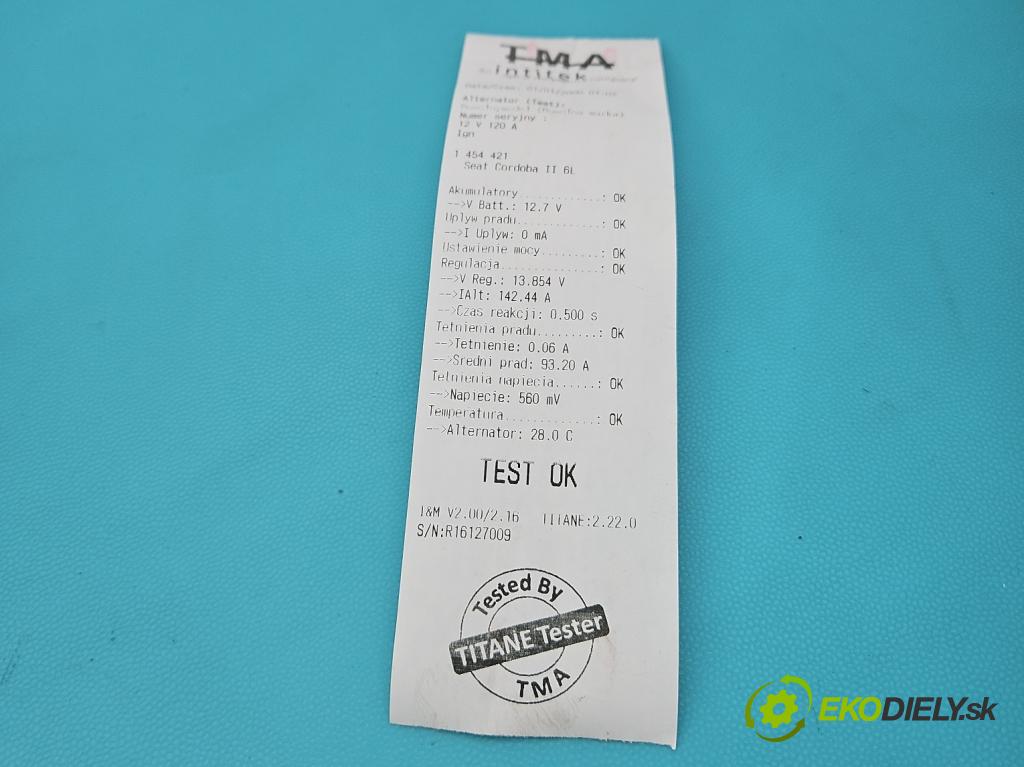 TMA
intitek
Alternator (Test).
Numer seryjny :
12 V 120 A
Ign
1 454 421
Seat Cordoba II 6L
Akumulatory............: OK
-->V Batt.: 12.7 V
Uplyw pradu............: OK
-->I Uplyw: 0 mA
Ustawienie mocy........: OK
Regulacja..............: OK
-->V Reg.: 13.854 V
-->IAlt: 142.44 A
-->Czas reakcji: 0.500 s
Tetnienia pradu........: OK
-->Tetnienie: 0.06 A
-->Sredni prad: 93.20 A
Tetnienia napiecia.....: OK
-->Napiecie: 560 mV
Temperatura............: OK
-->Alternator: 28.0 C
TEST OK
I&M V2.00/2.16 TITANE:2.22.0
S/N:R16127009
Tested By
TITANE Tester
TMA
EKODIELY.sk